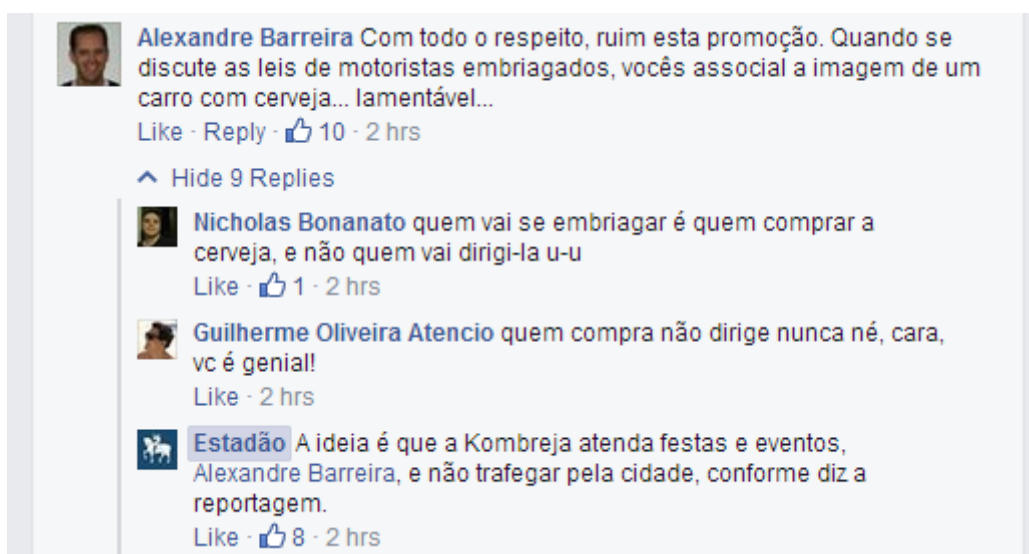 Alexandre Barreira Com todo o respeito, ruim esta promoção. Quando se
discute as leis de motoristas embriagados, vocês associal a imagem de um
carro com cerveja... lamentável...
Like · Reply · 10 · 2 hrs
Hide 9 Replies
Nicholas Bonanato quem vai se embriagar é quem comprar a
cerveja, e não quem vai dirigi-la u-u
Like · 1 · 2 hrs
Guilherme Oliveira Atencio quem compra não dirige nunca né, cara,
vc é genial!
Like · 2 hrs
Estadão A ideia é que a Kombreja atenda festas e eventos,
Alexandre Barreira, e não trafegar pela cidade, conforme diz a
reportagem.
Like · 8 · 2 hrs